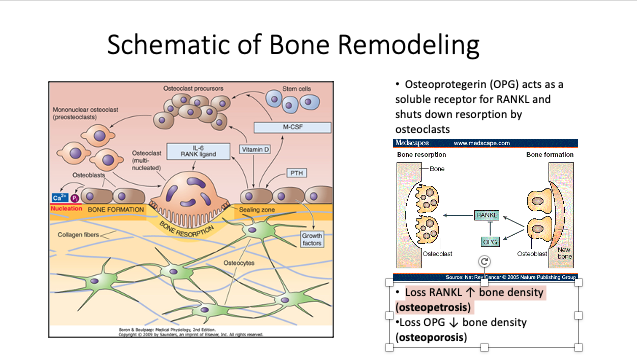 Schematic of Bone Remodeling
Osteoclast precursors
Stem cells
Mononuclear osteoclast
(preosteoclasts)
M-CSF
IL-6
RANK ligand
Vitamin D
Osteoclast
(multi-
nucleated)
PTH
Osteoblasts
Ca2+
Pi
Nucleation
BONE FORMATION
Sealing zone
BONE RESORPTION
Collagen fibers
Growth
factors
Osteocytes
Boron & Boulpaep: Medical Physiology, 2nd Edition.
Copyright © 2009 by Saunders, an imprint of Elsevier, Inc. All rights reserved.
• Osteoprotegerin (OPG) acts as a
soluble receptor for RANKL and
shuts down resorption by
osteoclasts
Medscape® www.medscape.com
Bone resorption
Bone formation
Bone
RANKL
OPG
Osteoclast
Osteoblast
New
bone
Source: Nat Rev Cancer © 2005 Nature Publishing Group
• Loss RANKL ↑ bone density
(osteopetrosis)
•Loss OPG ↓ bone density
(osteoporosis)